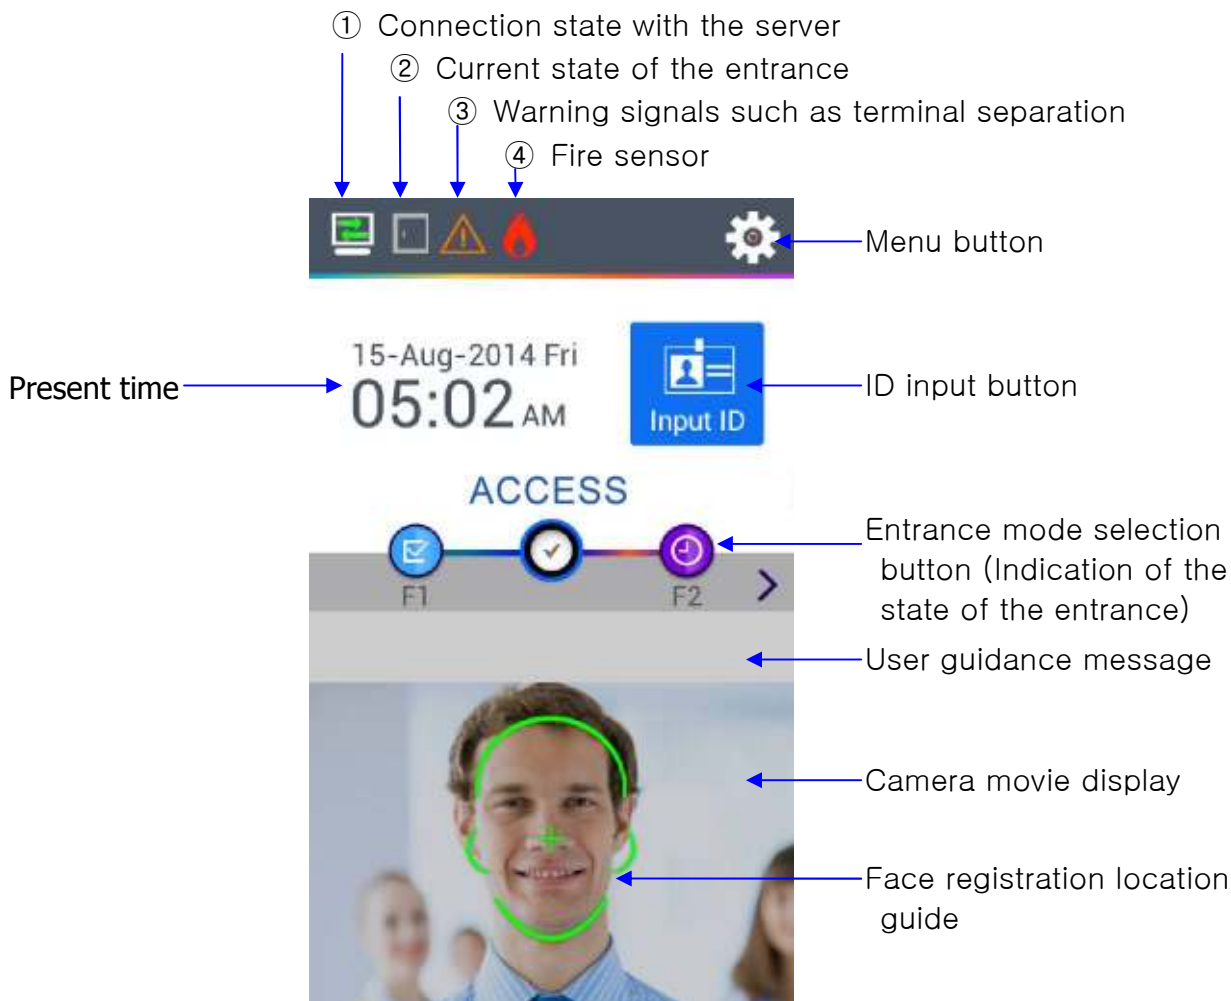 ① Connection state with the server
② Current state of the entrance
③ Warning signals such as terminal separation
④ Fire sensor
Menu button
15-Aug-2014 Fri
Present time
05:02 AM
Input ID
ID input button
ACCESS
F1
F2
Entrance mode selection
button (Indication of the
state of the entrance)
User guidance message
Camera movie display
Face registration location
guide